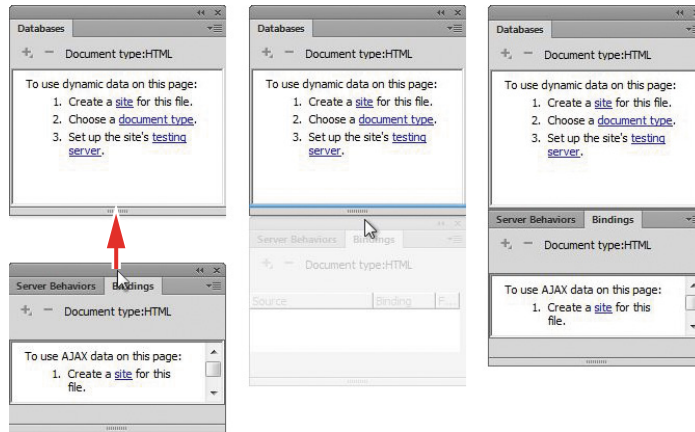 Databases
Document type:HTML
To use dynamic data on this page:
1. Create a site for this file.
2. Choose a document type.
3. Set up the site's testing
server.
Server Behaviors Bindings
Document type:HTML
To use AJAX data on this page:
1. Create a site for this
file.
Databases
Document type:HTML
To use dynamic data on this page:
1. Create a site for this file.
2. Choose a document type.
3. Set up the site's testing
server.
Server Behaviors Bindings
Document type:HTML
Source Binding F...
Databases
Document type:HTML
To use dynamic data on this page:
1. Create a site for this file.
2. Choose a document type.
3. Set up the site's testing
server.
Server Behaviors Bindings
Document type:HTML
To use AJAX data on this page:
1. Create a site for this
file.